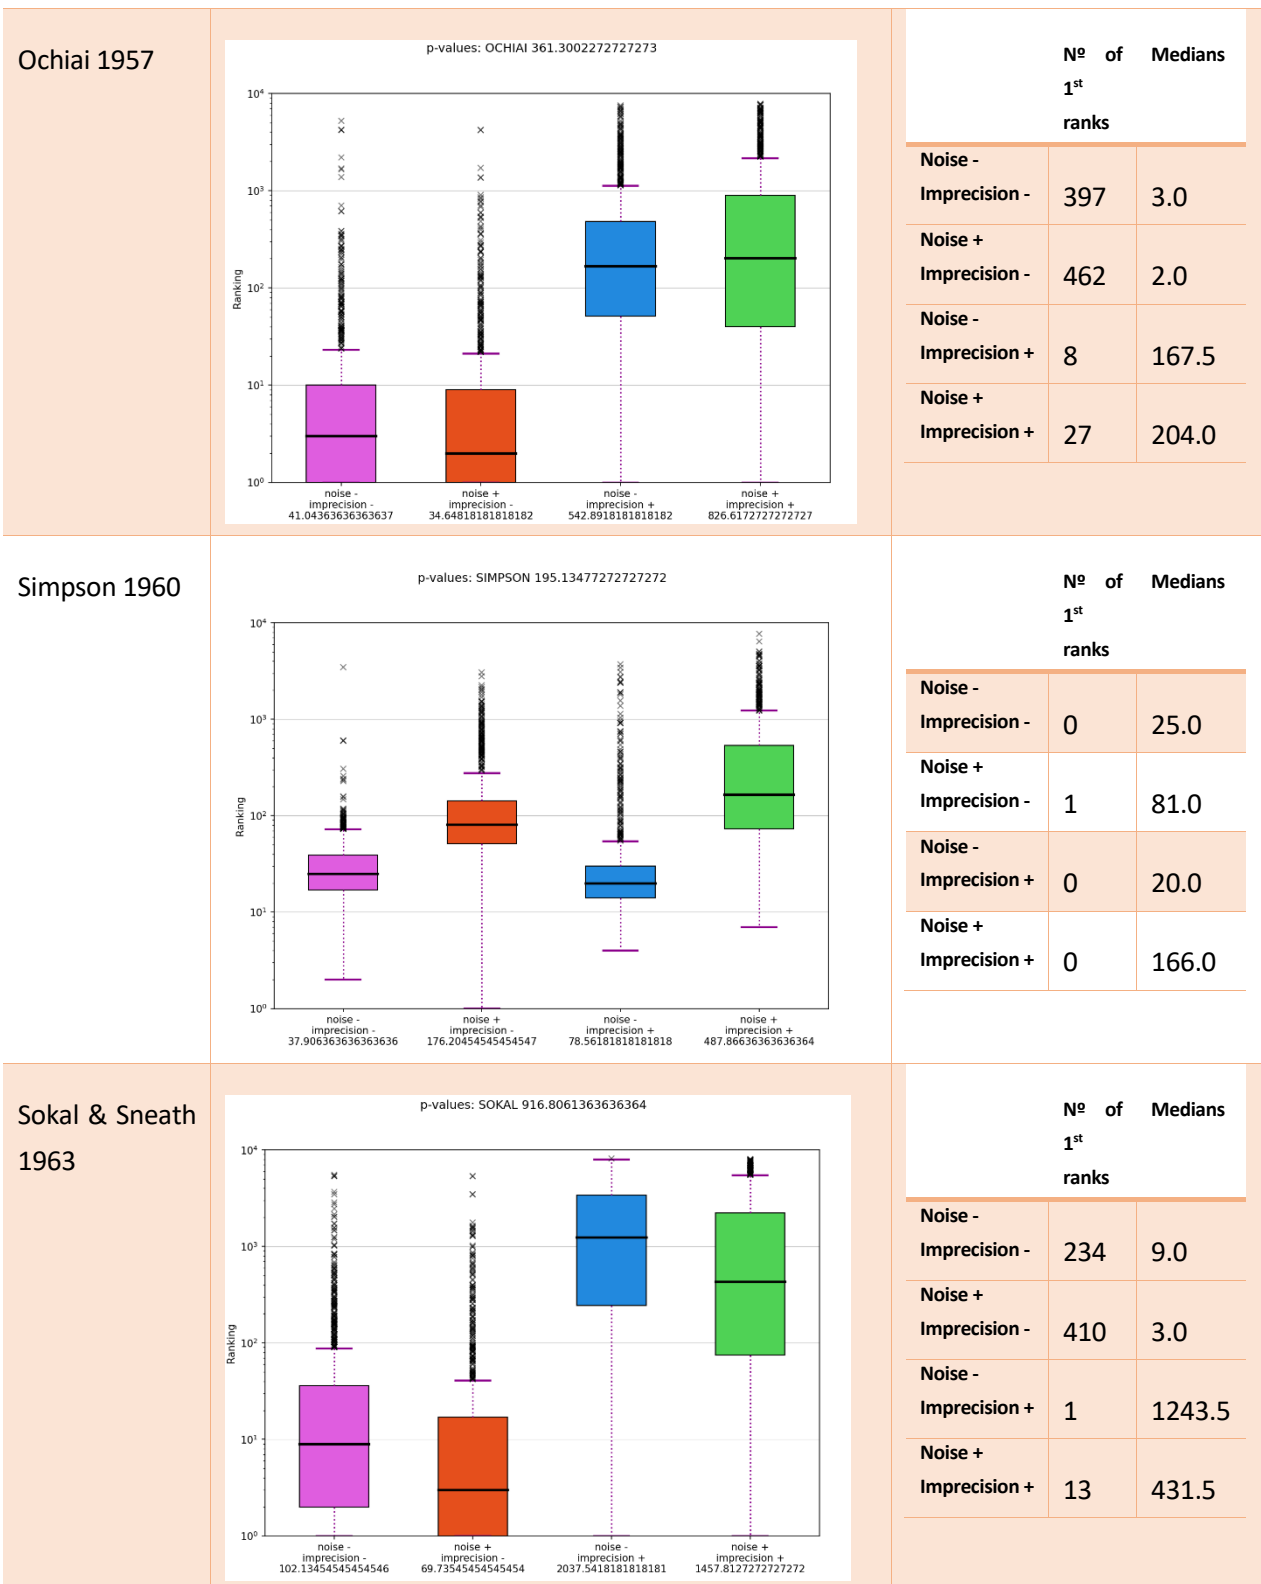 Ochiai 1957
p-values: OCHIAI 361.3002272727273
10⁴
10³
10²
10¹
10⁰
Ranking
noise -
imprecision -
41.04363636363637
noise +
imprecision -
34.64818181818182
noise -
imprecision +
542.8918181818182
noise +
imprecision +
826.6172727272727
Nº of
1st
ranks
Medians
Noise -
Imprecision - 397 3.0
Noise +
Imprecision - 462 2.0
Noise -
Imprecision + 8 167.5
Noise +
Imprecision + 27 204.0
Simpson 1960
p-values: SIMPSON 195.13477272727272
10⁴
10³
10²
10¹
10⁰
Ranking
noise -
imprecision -
37.906363636363636
noise +
imprecision -
176.20454545454547
noise -
imprecision +
78.56181818181818
noise +
imprecision +
487.86636363636364
Nº of
1st
ranks
Medians
Noise -
Imprecision - 0 25.0
Noise +
Imprecision - 1 81.0
Noise -
Imprecision + 0 20.0
Noise +
Imprecision + 0 166.0
Sokal & Sneath
1963
p-values: SOKAL 916.8061363636364
10⁴
10³
10²
10¹
10⁰
Ranking
noise -
imprecision -
102.13454545454546
noise +
imprecision -
69.73545454545454
noise -
imprecision +
2037.5418181818181
noise +
imprecision +
1457.8127272727272
Nº of
1st
ranks
Medians
Noise -
Imprecision - 234 9.0
Noise +
Imprecision - 410 3.0
Noise -
Imprecision + 1 1243.5
Noise +
Imprecision + 13 431.5